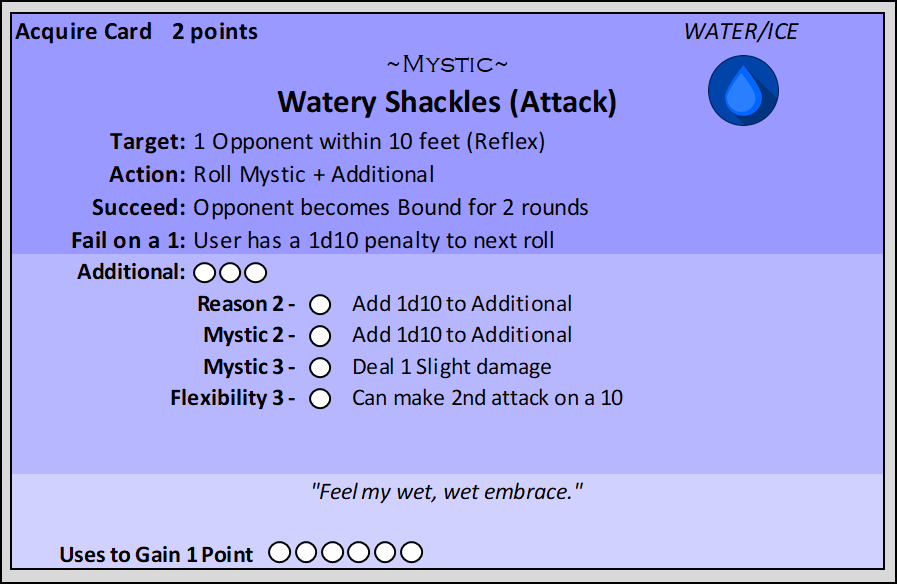 Acquire Card 2 points WATER/ICE
~Mystic~
Watery Shackles (Attack)
Target: 1 Opponent within 10 feet (Reflex)
Action: Roll Mystic + Additional
Succeed: Opponent becomes Bound for 2 rounds
Fail on a 1: User has a 1d10 penalty to next roll
Additional:
Reason 2 - Add 1d10 to Additional
Mystic 2 - Add 1d10 to Additional
Mystic 3 - Deal 1 Slight damage
Flexibility 3 - Can make 2nd attack on a 10
"Feel my wet, wet embrace."
Uses to Gain 1 Point